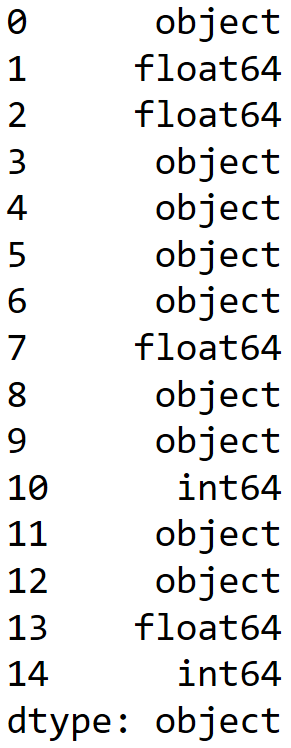 0      object
1     float64
2     float64
3      object
4      object
5      object
6      object
7     float64
8      object
9      object
10      int64
11     object
12     object
13    float64
14      int64
dtype: object